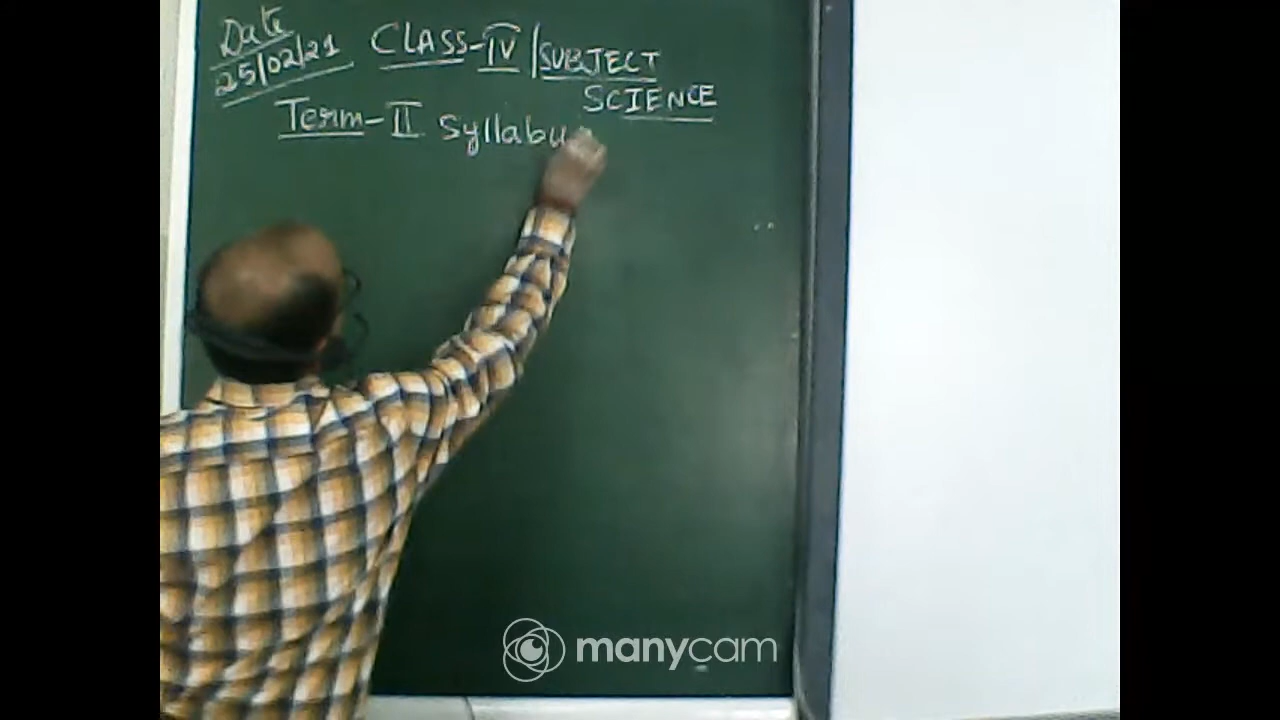 Date
25/02/21
CLASS-IV | SUBJECT
SCIENCE
Term-II Syllabu
manycam